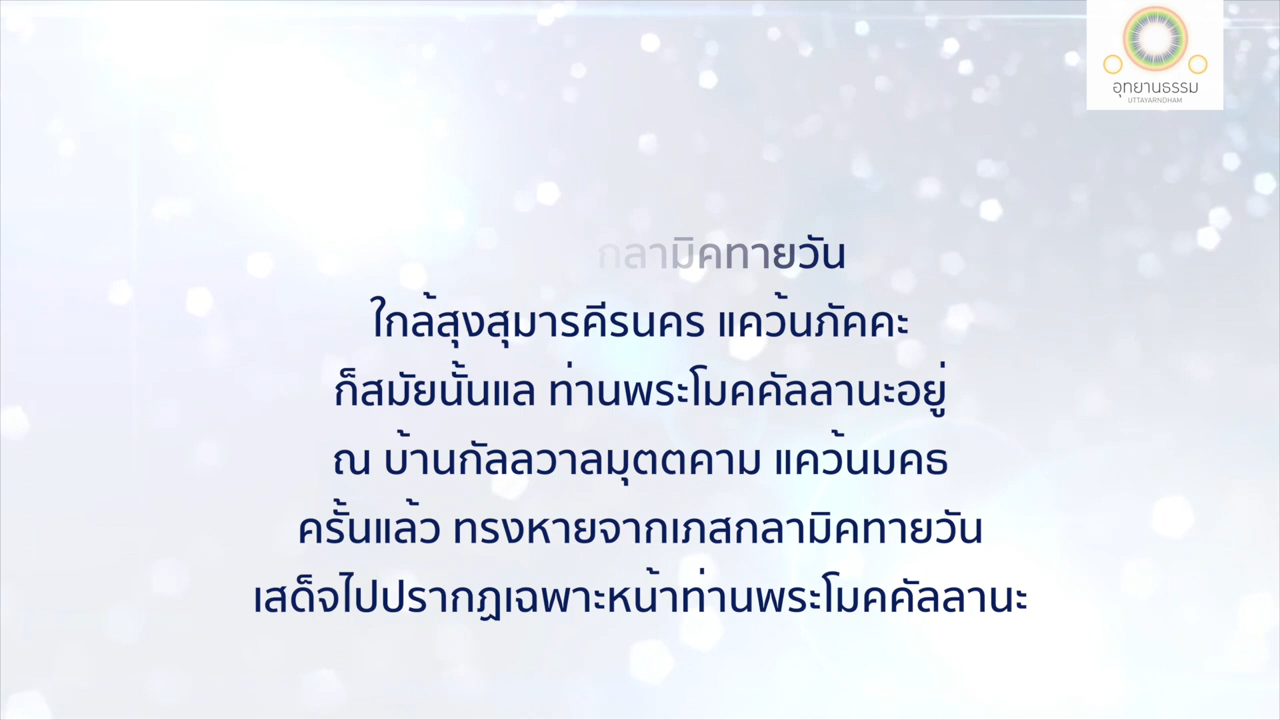 อุทยานธรรม
UTTAYARNDHAM
กลามิคทายวัน
ใกล้สุงสุมารคีรนคร แคว้นภัคคะ
ก็สมัยนั้นแล ท่านพระโมคคัลลานะอยู่
ณ บ้านกัลลวาลมุตตคาม แคว้นมคธ
ครั้นแล้ว ทรงหายจากเภสกลามิคทายวัน
เสด็จไปปรากฏเฉพาะหน้าท่านพระโมคคัลลานะ